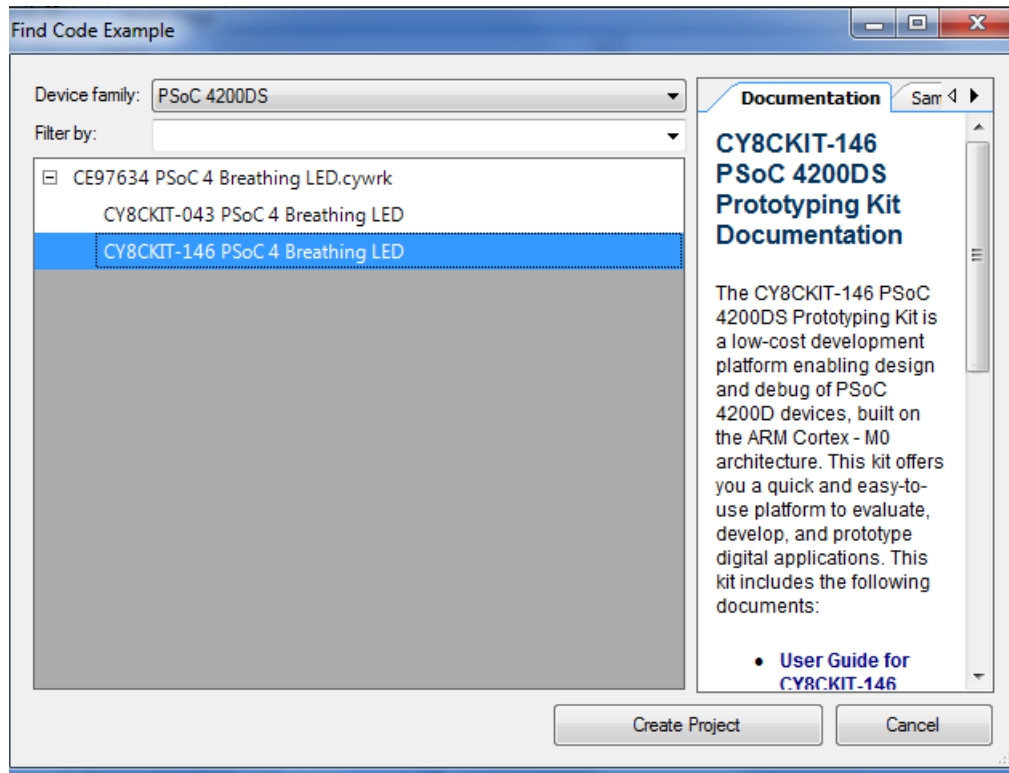 Find Code Example
Device family: PSoC 4200DS
Filter by:
CE97634 PSoC 4 Breathing LED.cywrk
CY8CKIT-043 PSoC 4 Breathing LED
CY8CKIT-146 PSoC 4 Breathing LED
Documentation Sam
CY8CKIT-146
PSoC 4200DS
Prototyping Kit
Documentation
The CY8CKIT-146 PSoC
4200DS Prototyping Kit is
a low-cost development
platform enabling design
and debug of PSoC
4200D devices, built on
the ARM Cortex - M0
architecture. This kit offers
you a quick and easy-to-
use platform to evaluate,
develop, and prototype
digital applications. This
kit includes the following
documents:
• User Guide for
CY8CKIT-146
Create Project Cancel